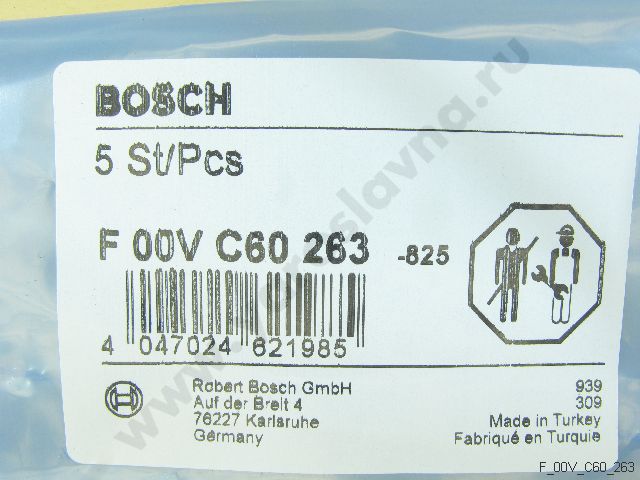 BOSCH
5 St/Pcs
F 00V C60 263 -825
4 047024 621985
Robert Bosch GmbH 939
Auf der Breit 4 309
76227 Karlsruhe Made in Turkey
Germany Fabriqué en Turquie
F_00V_C60_263